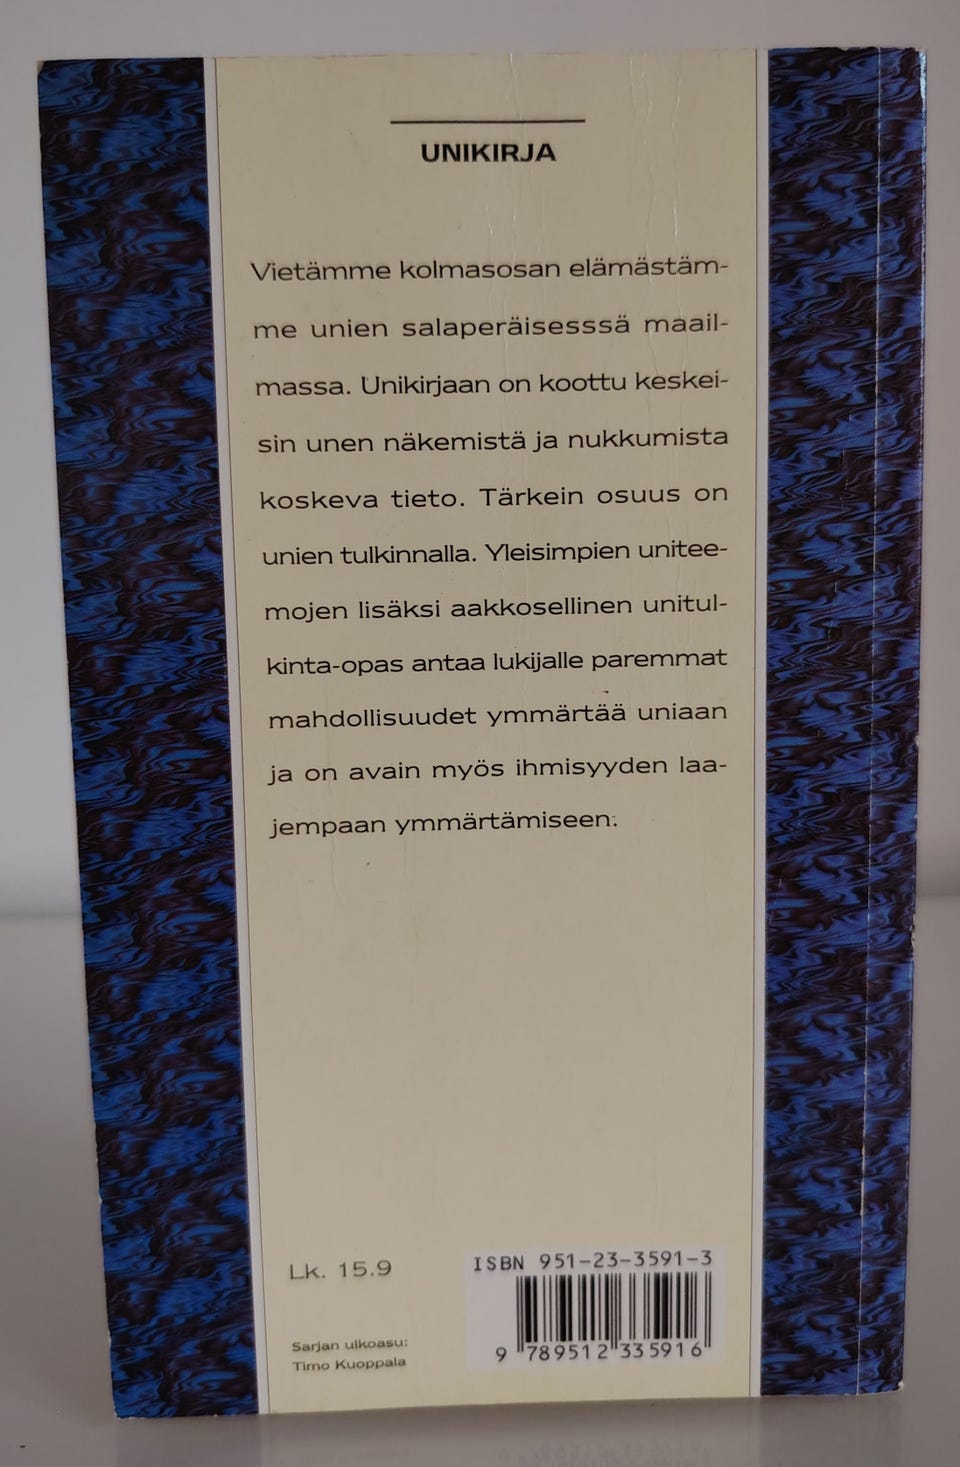 UNIKIRJA
Vietämme kolmasosan elämästäm-
me unien salaperäisesssä maail-
massa. Unikirjaan on koottu keskei-
sin unen näkemistä ja nukkumista
koskeva tieto. Tärkein osuus on
unien tulkinnalla. Yleisimpien unitee-
mojen lisäksi aakkosellinen unitul-
kinta-opas antaa lukijalle paremmat
mahdollisuudet ymmärtää uniaan
ja on avain myös ihmisyyden laa-
jempaan ymmärtämiseen.
Lk. 15.9
Sarjan ulkoasu:
Timo Kuoppala
ISBN 951-23-3591-3
9 789512 335916